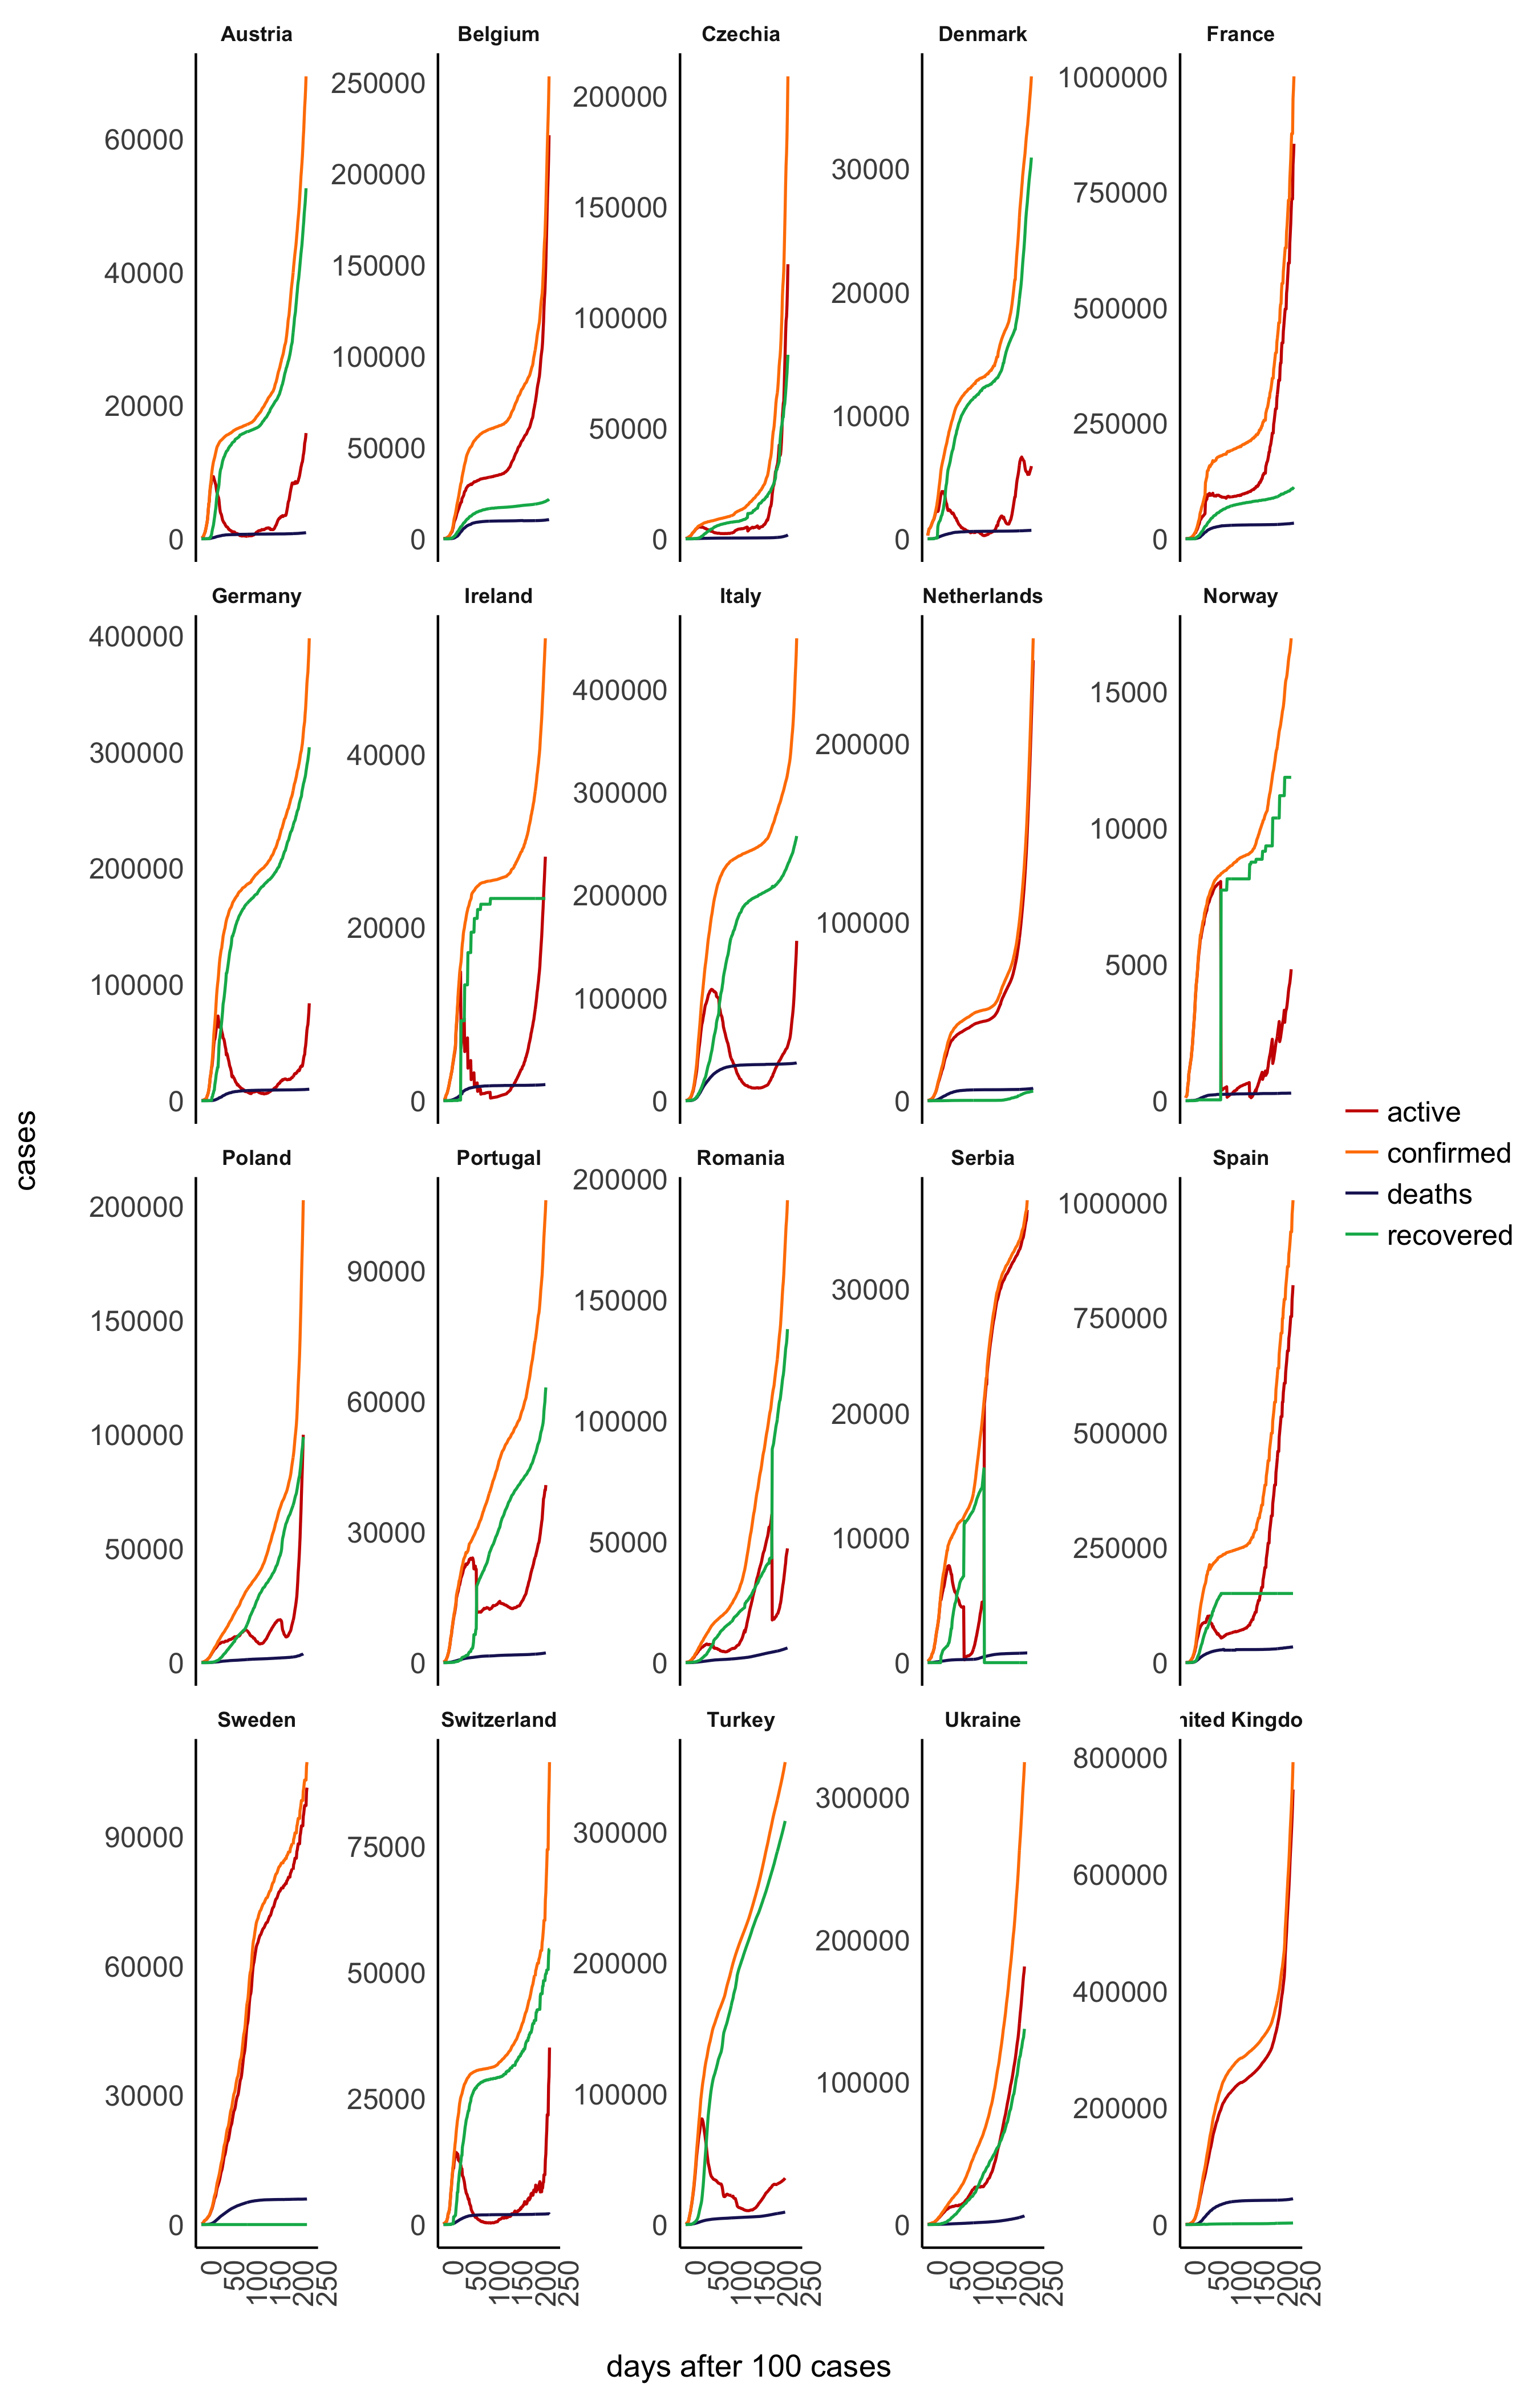 Austria Belgium Czechia Denmark France
250000 1000000
200000
60000 30000 750000
200000
150000
150000 20000
40000 500000
100000
100000
20000 10000 250000
50000
50000
0 0 0 0 0
Germany Ireland Italy Netherlands Norway
400000
400000 15000
300000 40000 200000
300000
10000
200000
20000 200000 100000
100000 5000
100000
0 0 0 0 0
cases
active
confirmed
deaths
recovered
Poland Portugal Romania Serbia Spain
200000 200000 1000000
90000 30000
150000 150000 750000
60000
100000 100000 20000 500000
30000
50000 50000 10000 250000
0 0 0 0 0
Sweden Switzerland Turkey Ukraine nited Kingdo
800000
90000 75000 300000 300000
600000
60000 50000 200000 200000
400000
30000 25000 100000 100000
200000
0 0 0 0 0
0 50 100 150 200 250 0 50 100 150 200 250 0 50 100 150 200 250 0 50 100 150 200 250 0 50 100 150 200 250
days after 100 cases